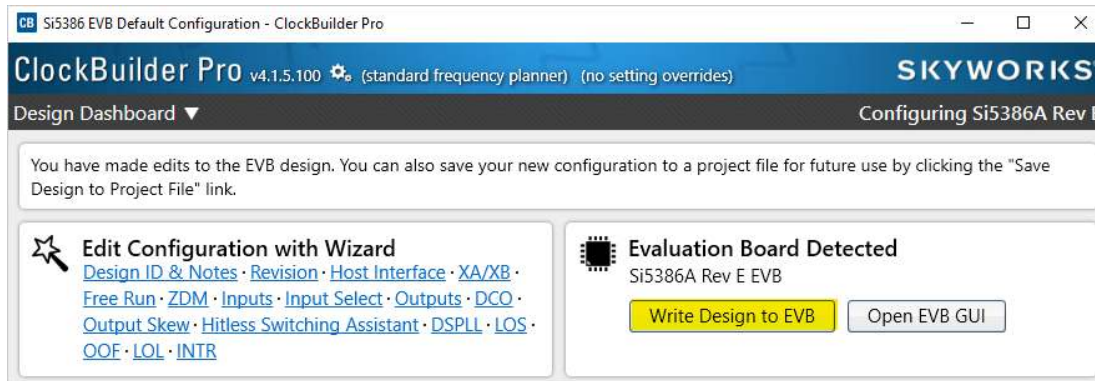 CB Si5386 EVB Default Configuration - ClockBuilder Pro
ClockBuilder Pro v4.1.5.100 (standard frequency planner) (no setting overrides) SKYWORKS
Design Dashboard ▼ Configuring Si5386A Rev E
You have made edits to the EVB design. You can also save your new configuration to a project file for future use by clicking the "Save
Design to Project File" link.
Edit Configuration with Wizard
Design ID & Notes · Revision · Host Interface · XA/XB ·
Free Run · ZDM · Inputs · Input Select · Outputs · DCO ·
Output Skew · Hitless Switching Assistant · DSPLL · LOS ·
OOF · LOL · INTR
Evaluation Board Detected
Si5386A Rev E EVB
Write Design to EVB Open EVB GUI